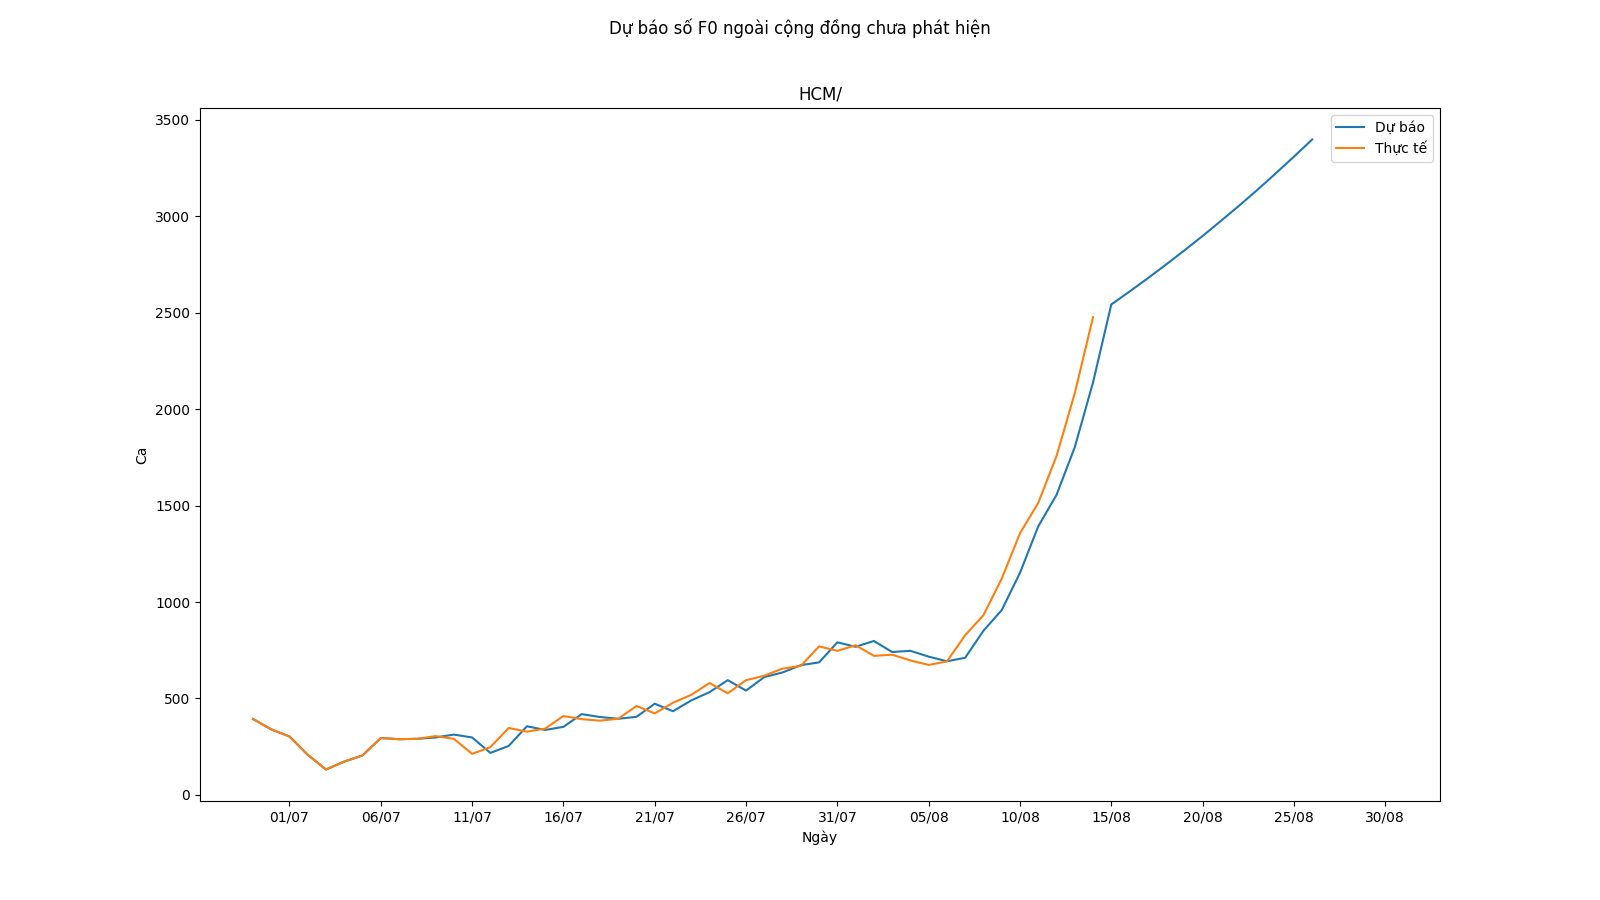 Dự báo số F0 ngoài cộng đồng chưa phát hiện
HCM/
3500
3000
2500
2000
1500
1000
500
0
Ca
Dự báo
Thực tế
01/07 06/07 11/07 16/07 21/07 26/07 31/07 05/08 10/08 15/08 20/08 25/08 30/08
Ngày